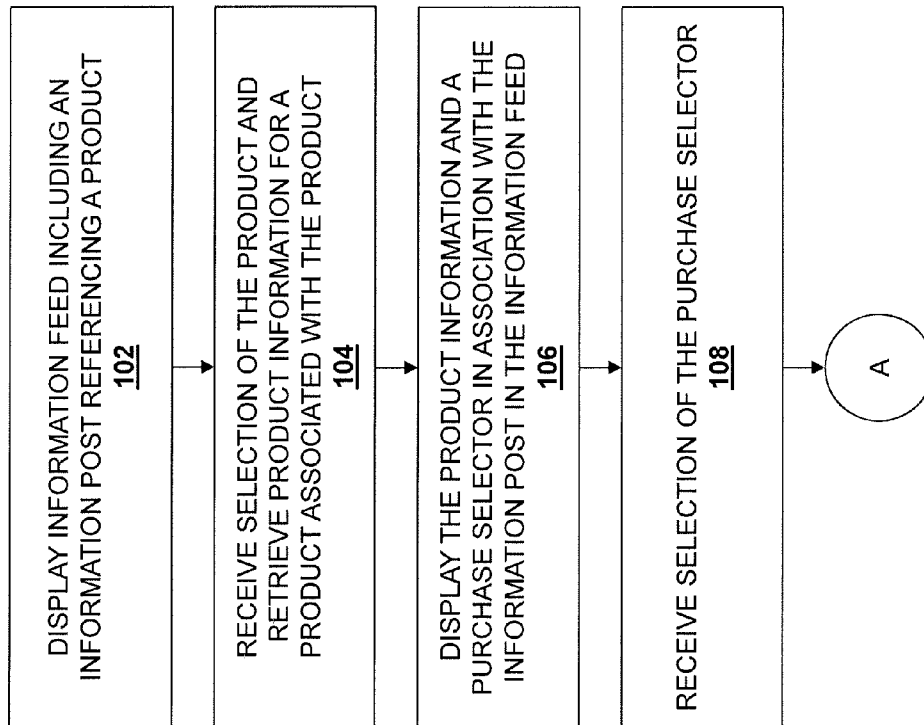 DISPLAY INFORMATION FEED INCLUDING AN
INFORMATION POST REFERENCING A PRODUCT
102
RECEIVE SELECTION OF THE PRODUCT AND
RETRIEVE PRODUCT INFORMATION FOR A
PRODUCT ASSOCIATED WITH THE PRODUCT
104
DISPLAY THE PRODUCT INFORMATION AND A
PURCHASE SELECTOR IN ASSOCIATION WITH THE
INFORMATION POST IN THE INFORMATION FEED
106
RECEIVE SELECTION OF THE PURCHASE SELECTOR
108
A